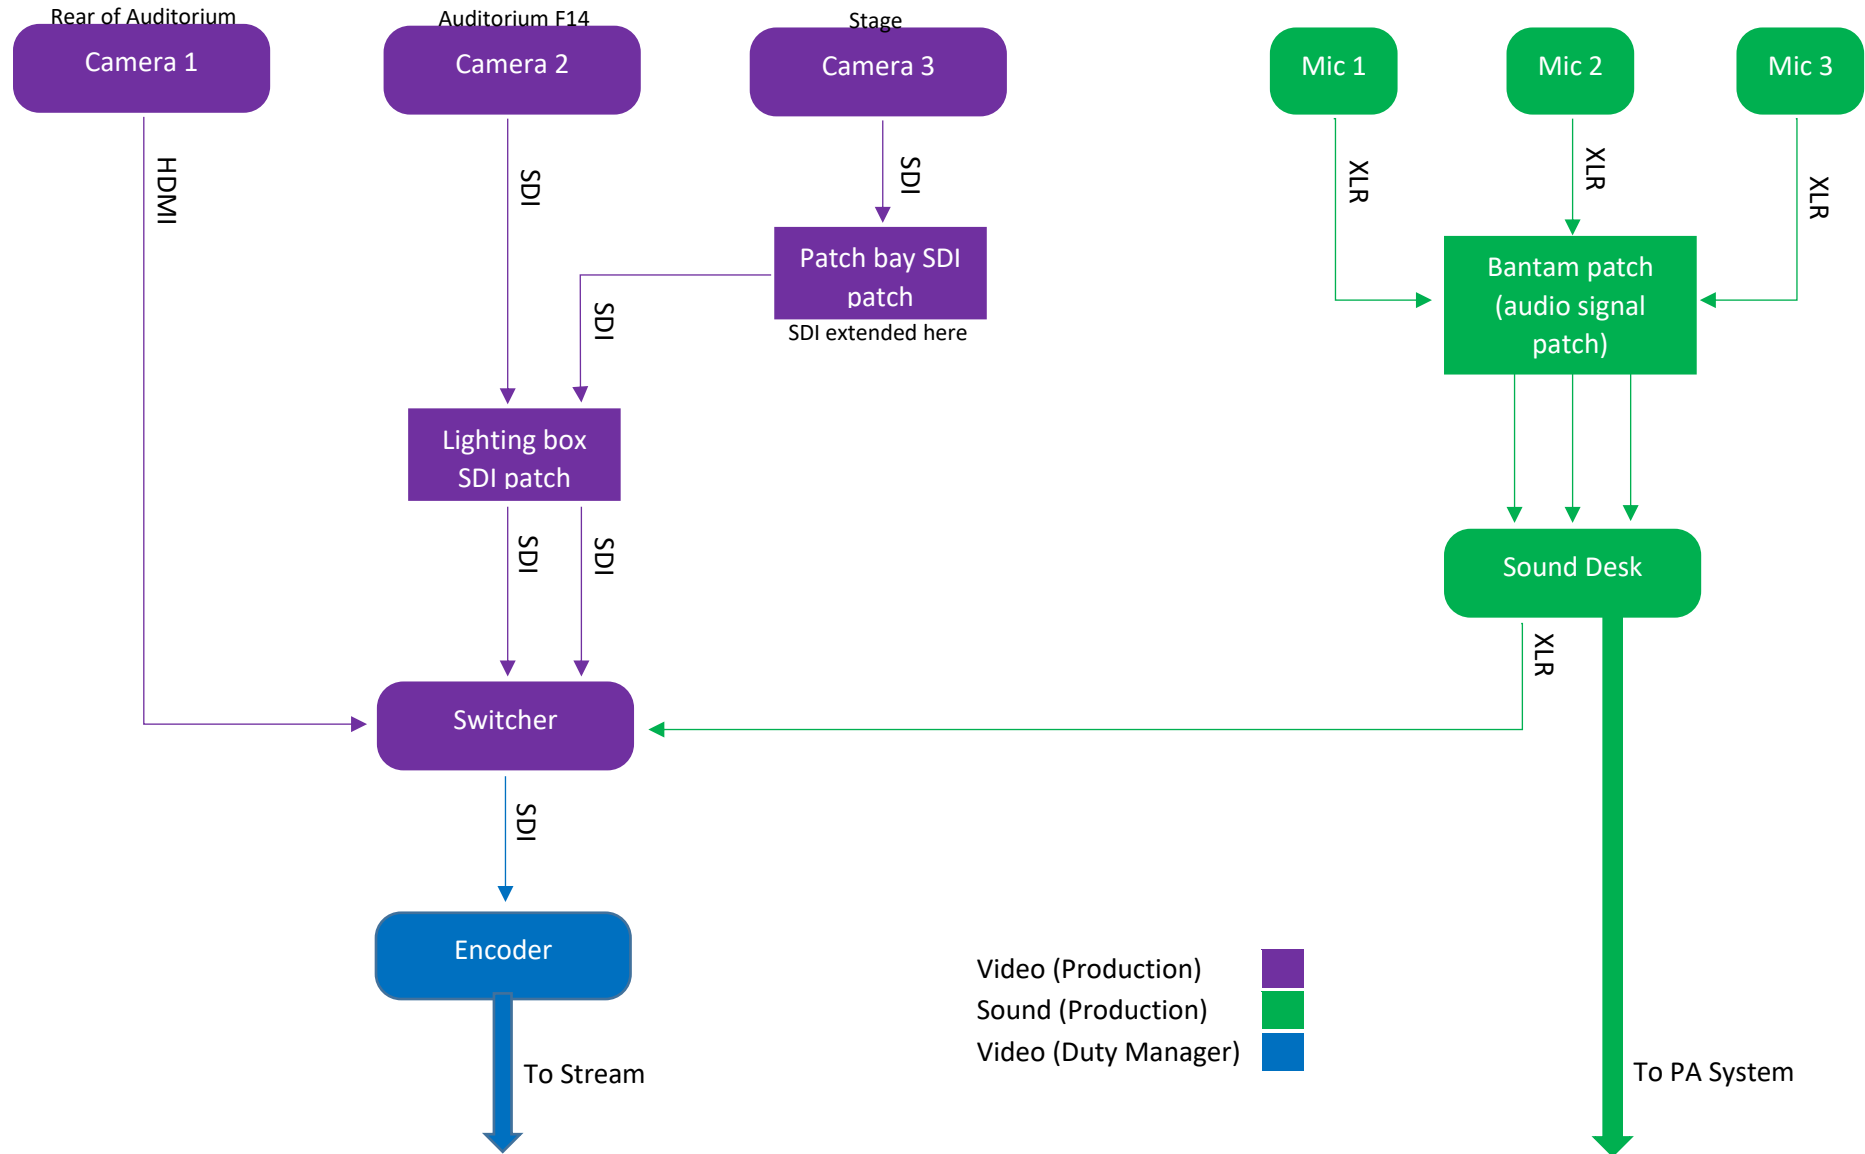 Rear of Auditorium
Camera 1
Auditorium F14
Camera 2
Stage
Camera 3
Mic 1
Mic 2
Mic 3
HDMI
SDI
SDI
XLR
XLR
XLR
Patch bay SDI
patch
SDI extended here
SDI
Bantam patch
(audio signal
patch)
Lighting box
SDI patch
SDI
SDI
Sound Desk
XLR
Switcher
SDI
Encoder
To Stream
Video (Production)
Sound (Production)
Video (Duty Manager)
To PA System